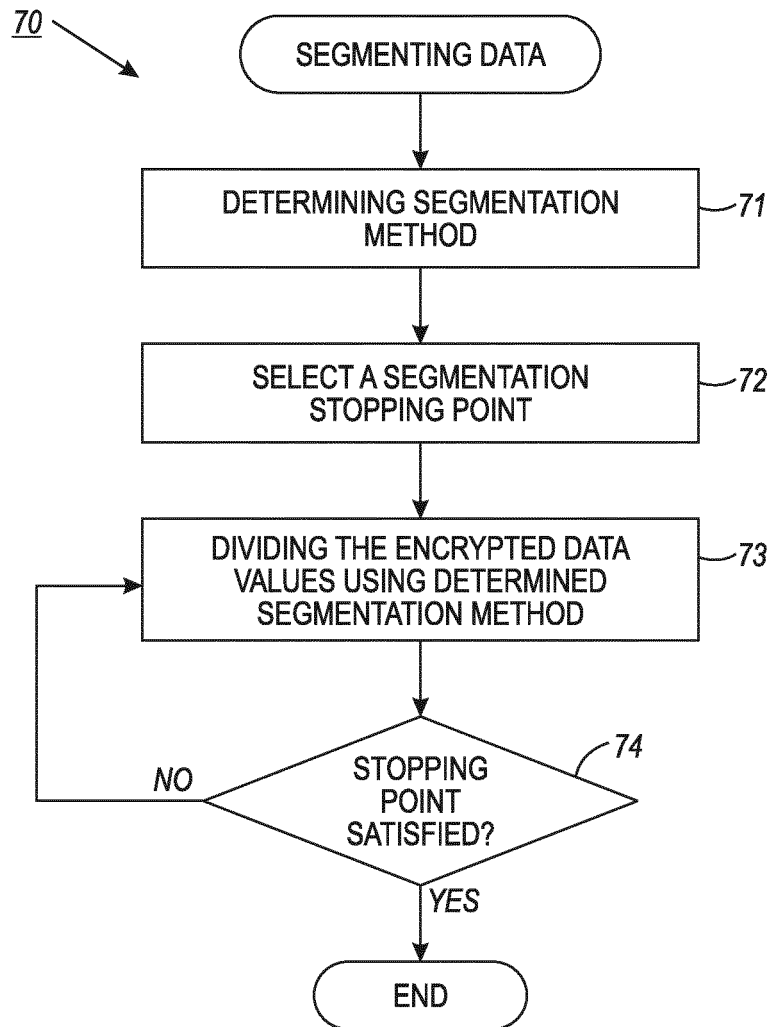 70
SEGMENTING DATA
DETERMINING SEGMENTATION
METHOD
71
SELECT A SEGMENTATION
STOPPING POINT
72
DIVIDING THE ENCRYPTED DATA
VALUES USING DETERMINED
SEGMENTATION METHOD
73
STOPPING
POINT
SATISFIED?
74
NO
YES
END